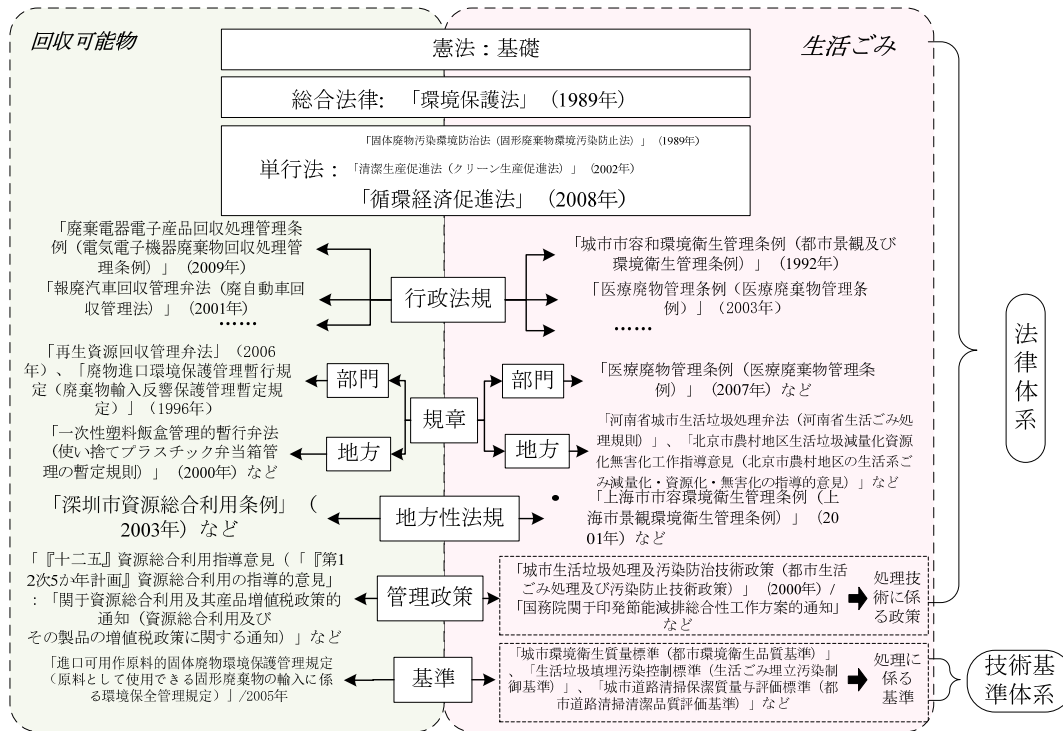 回収可能物
生活ごみ
憲法：基礎
総合法律:　「環境保護法」（1989年）
「固体廃物汚染環境防治法（固形廃棄物環境汚染防止法）」（1989年）
単行法：「清潔生産促進法（クリーン生産促進法）」（2002年）
「循環経済促進法」（2008年）
「廃棄電器電子産品回収処理管理条
例（電気電子機器廃棄物回収処理管
理条例）」（2009年）
「報廃汽車回収管理弁法（廃自動車回
収管理法）」（2001年）
……
行政法規
「城市市容和環境衛生管理条例（都市景観及び
環境衛生管理条例）」（1992年）
「医療廃物管理条例（医療廃棄物管理条
例）」（2003年）
……
「再生資源回収管理弁法」（2006
年）、「廃物進口環境保護管理暫行規
定（廃棄物輸入反響保護管理暫定規
定）」（1996年）
部門
「一次性塑料飯盒管理的暫行弁法
（使い捨てプラスチック弁当箱管
理の暫定規則）」（2000年）など
地方
規章
部門
「医療廃物管理条例（医療廃棄物管理条
例）」（2007年）など
地方
「河南省城市生活垃圾処理弁法（河南省生活ごみ処
理規則）」、「北京市農村地区生活垃圾減量化資源
化無害化工作指導意見（北京市農村地区の生活系ご
み減量化・資源化・無害化の指導的意見）」など
「深圳市資源総合利用条例」（
2003年）など
地方性法規
•「上海市市容環境衛生管理条例（上
海市景観環境衛生管理条例）」（20
01年）など
「『十二五』資源総合利用指導意見（「『第1
2次5か年計画』資源総合利用の指導的意見」
：「関于資源総合利用及其産品増値税政策的
通知（資源総合利用及び
その製品の増値税政策に関する通知）」など
管理政策
「城市生活垃圾処理及汚染防治技術政策（都市生活
ごみ処理及び汚染防止技術政策）」（2000年）/
「国務院関于印発節能減排総合性工作方案的通知」な
ど
処理技
術に係
る政策
「進口可用作原料的固体廃物環境保護管理規定
（原料として使用できる固形廃棄物の輸入に係
る環境保全管理規定）」/2005年
基準
「城市環境衛生質量標準（都市環境衛生品質基準）」
、「生活垃圾填埋汚染控制標準（生活ごみ埋立汚染制
御基準）」、「城市道路清掃保潔質量与評価標準（都
市道路清掃清潔品質評価基準）」など
処理に
係る
基準
法律体系
技術基
準体系